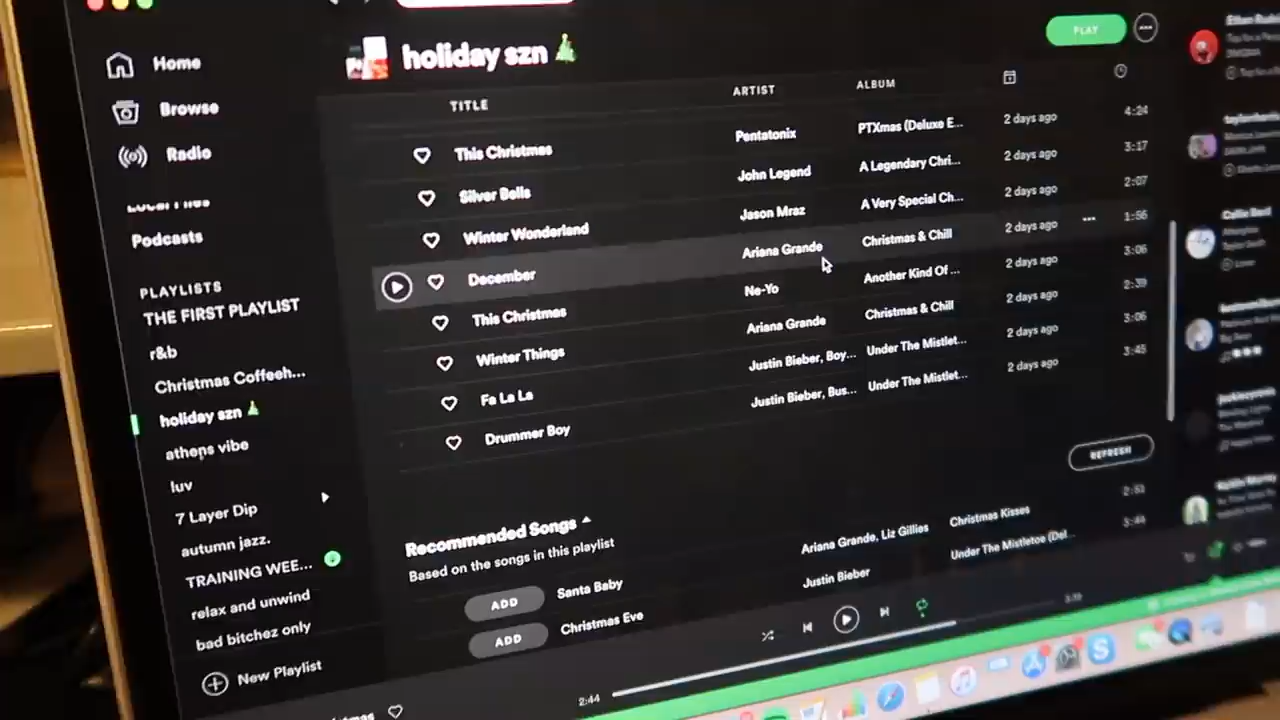 Home
Browse
Radio
Podcasts
PLAYLISTS
THE FIRST PLAYLIST
r&b
Christmas Coffeeh...
holiday szn🎄
athens vibe
luv
7 Layer Dip
autumn jazz.
TRAINING WEE...
relax and unwind
bad bitchez only
New Playlist
holiday szn🎄
PLAY
TITLE ARTIST ALBUM
This Christmas Pentatonix PTXmas (Deluxe E... 2 days ago 4:24
Silver Bells John Legend A Legendary Chri... 2 days ago 3:17
Winter Wonderland Jason Mraz A Very Special Ch... 2 days ago 2:07
December Ariana Grande Christmas & Chill 2 days ago 1:56
This Christmas Ne-Yo Another Kind Of ... 2 days ago 3:06
Winter Things Ariana Grande Christmas & Chill 2 days ago 2:39
Fa La La Justin Bieber, Boy... Under The Mistlet... 2 days ago 3:06
Drummer Boy Justin Bieber, Bus... Under The Mistlet... 2 days ago 3:45
REFRESH
Recommended Songs
Based on the songs in this playlist
ADD Santa Baby Ariana Grande, Liz Gillies Christmas Kisses 2:51
ADD Christmas Eve Justin Bieber Under The Mistletoe (Del...
2:44